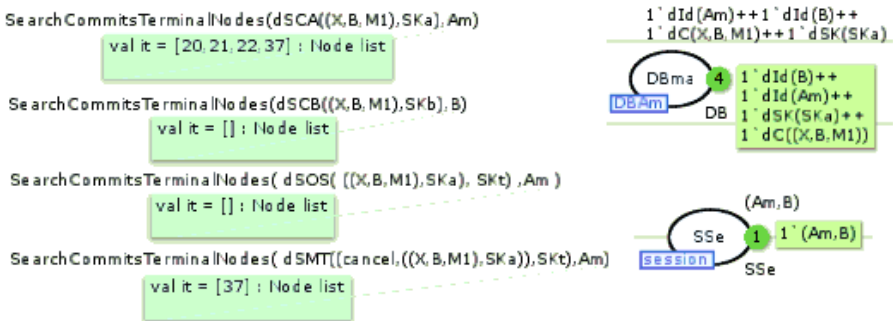 SearchCommitsTerminalNodes(dSCA((X,B,M1),SKa),Am)
val it = [20,21,22,37] : Node list
SearchCommitsTerminalNodes(dSCB((X,B,M1),SKb),B)
val it = [] : Node list
SearchCommitsTerminalNodes( dSOS( ((X,B,M1),SKa), SKt) ,Am )
val it = [] : Node list
SearchCommitsTerminalNodes( dSMT((cancel,((X,B,M1),SKa)),SKt),Am)
val it = [37] : Node list
1`dId(Am)++1`dId(B)++
1`dC(X,B,M1)++1`dSK(SKa)
DBma
4
DBAm
DB
1`dId(B)++
1`dId(Am)++
1`dSK(SKa)++
1`dC((X,B,M1))
(Am,B)
SSe
1
1`(Am,B)
session
SSe